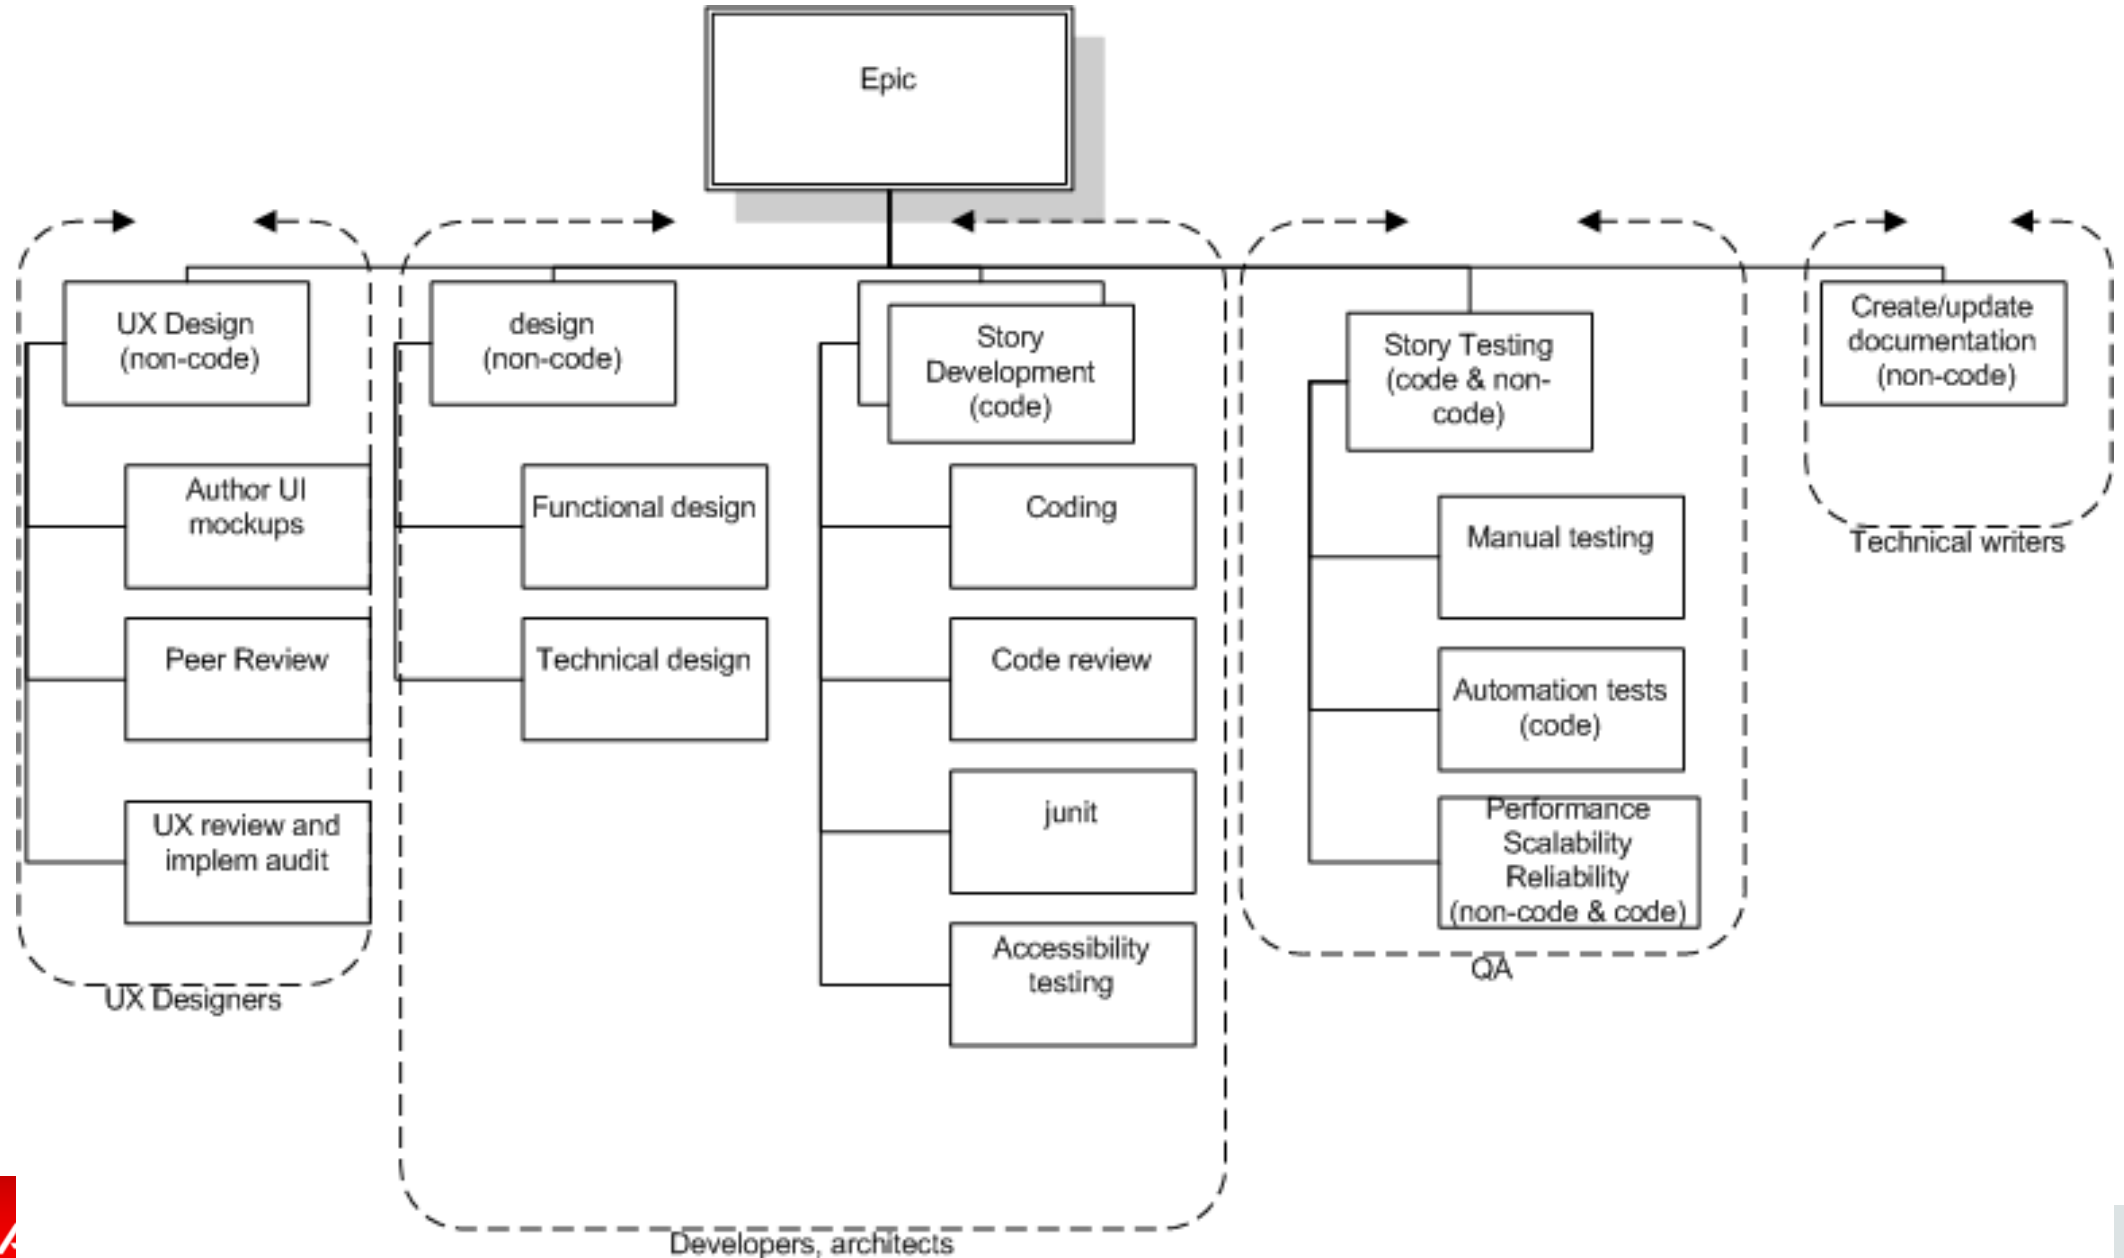 Epic
UX Design
(non-code)
Author UI
mockups
Peer Review
UX review and
implem audit
UX Designers
design
(non-code)
Functional design
Technical design
Story
Development
(code)
Coding
Code review
junit
Accessibility
testing
Developers, architects
Story Testing
(code & non-
code)
Manual testing
Automation tests
(code)
Performance
Scalability
Reliability
(non-code & code)
QA
Create/update
documentation
(non-code)
Technical writers